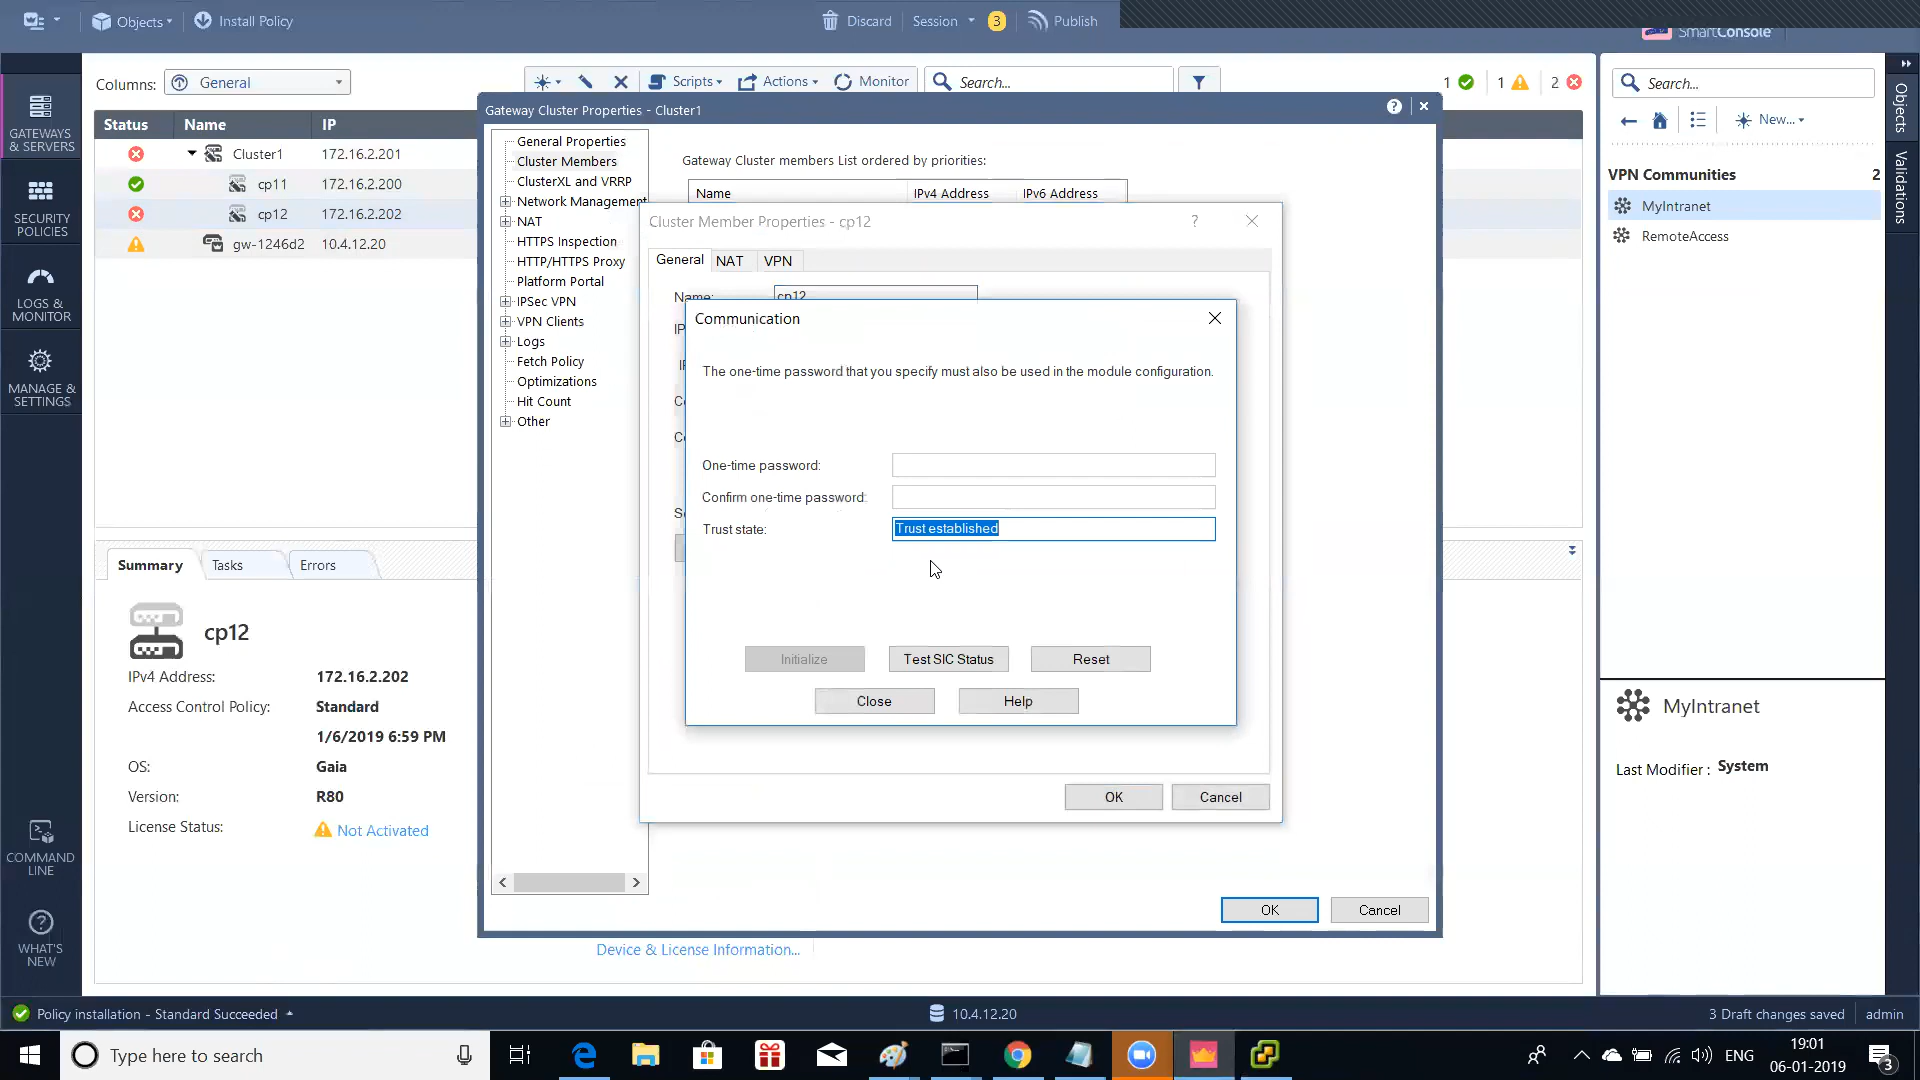 Objects
Install Policy
Discard
Session
3
Publish
SmartConsole
GATEWAYS
& SERVERS
SECURITY
POLICIES
LOGS &
MONITOR
MANAGE &
SETTINGS
COMMAND
LINE
WHAT'S
NEW
Columns:
General
Scripts
Actions
Monitor
Search...
1
1
2
Status Name IP
Cluster1 172.16.2.201
cp11 172.16.2.200
cp12 172.16.2.202
gw-1246d2 10.4.12.20
Summary
Tasks
Errors
cp12
IPv4 Address: 172.16.2.202
Access Control Policy: Standard
1/6/2019 6:59 PM
OS: Gaia
Version: R80
License Status: Not Activated
Device & License Information...
Gateway Cluster Properties - Cluster1
General Properties
Cluster Members
ClusterXL and VRRP
Network Management
NAT
HTTPS Inspection
HTTP/HTTPS Proxy
Platform Portal
IPSec VPN
VPN Clients
Logs
Fetch Policy
Optimizations
Hit Count
Other
Gateway Cluster members List ordered by priorities:
Name IPv4 Address IPv6 Address
OK
Cancel
Cluster Member Properties - cp12
General NAT VPN
Name: cp12
OK
Cancel
Communication
The one-time password that you specify must also be used in the module configuration.
One-time password:
Confirm one-time password:
Trust state: Trust established
Initialize
Test SIC Status
Reset
Close
Help
Search...
New...
VPN Communities 2
MyIntranet
RemoteAccess
MyIntranet
Last Modifier : System
Objects
Validations
Policy installation - Standard Succeeded
10.4.12.20
3 Draft changes saved
admin
Type here to search
ENG
19:01
06-01-2019
3